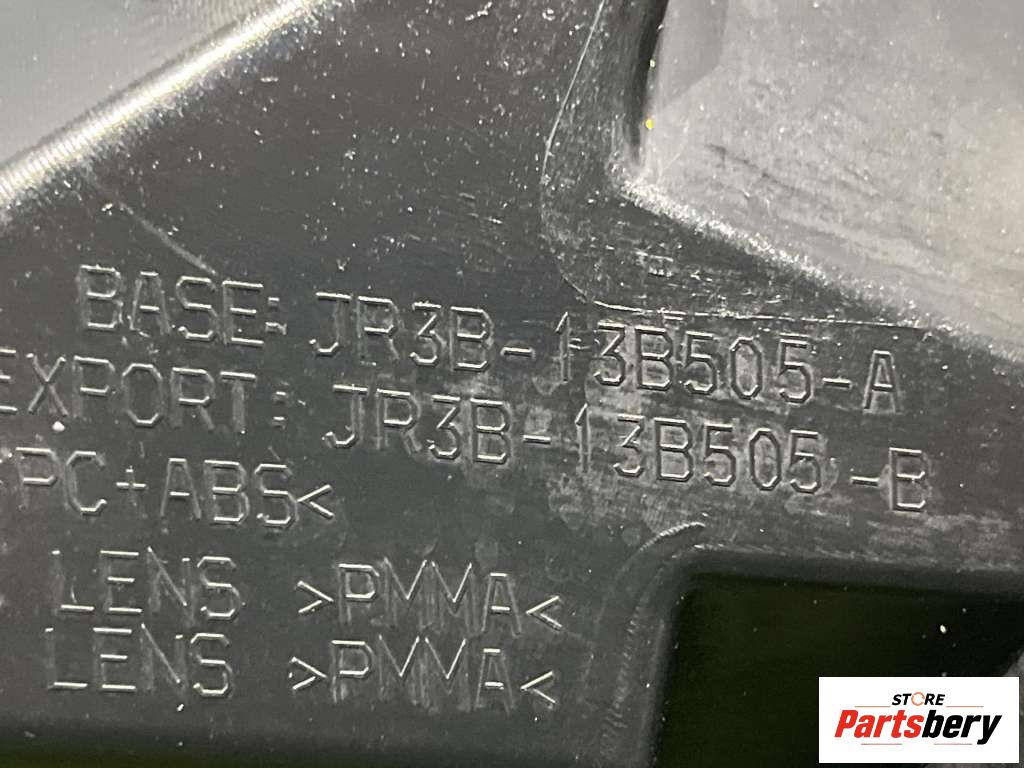 BASE: JR3B-13B505-A
EXPORT: JR3B-13B505-B
>PC+ABS<
LENS >PMMA<
LENS >PMMA<
STORE
Partsbery